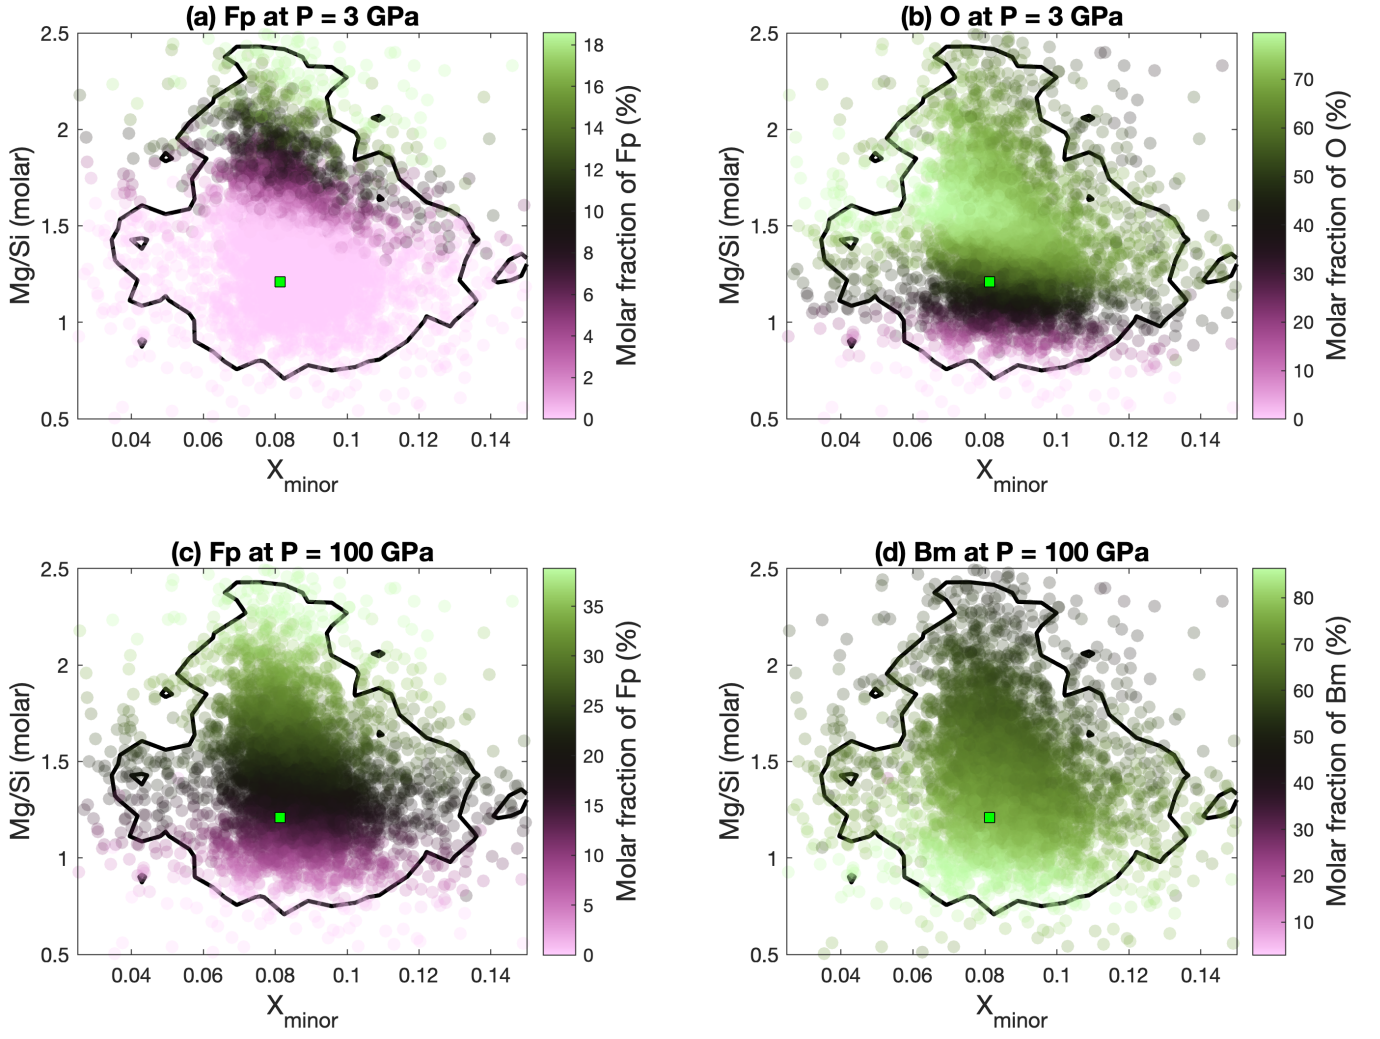 (a) Fp at P = 3 GPa
2.5
2
1.5
1
0.5
Mg/Si (molar)
0.04 0.06 0.08 0.1 0.12 0.14
X_minor
18
16
14
12
10
8
6
4
2
0
Molar fraction of Fp (%)
(b) O at P = 3 GPa
2.5
2
1.5
1
0.5
Mg/Si (molar)
0.04 0.06 0.08 0.1 0.12 0.14
X_minor
70
60
50
40
30
20
10
0
Molar fraction of O (%)
(c) Fp at P = 100 GPa
2.5
2
1.5
1
0.5
Mg/Si (molar)
0.04 0.06 0.08 0.1 0.12 0.14
X_minor
35
30
25
20
15
10
5
0
Molar fraction of Fp (%)
(d) Bm at P = 100 GPa
2.5
2
1.5
1
0.5
Mg/Si (molar)
0.04 0.06 0.08 0.1 0.12 0.14
X_minor
80
70
60
50
40
30
20
10
Molar fraction of Bm (%)